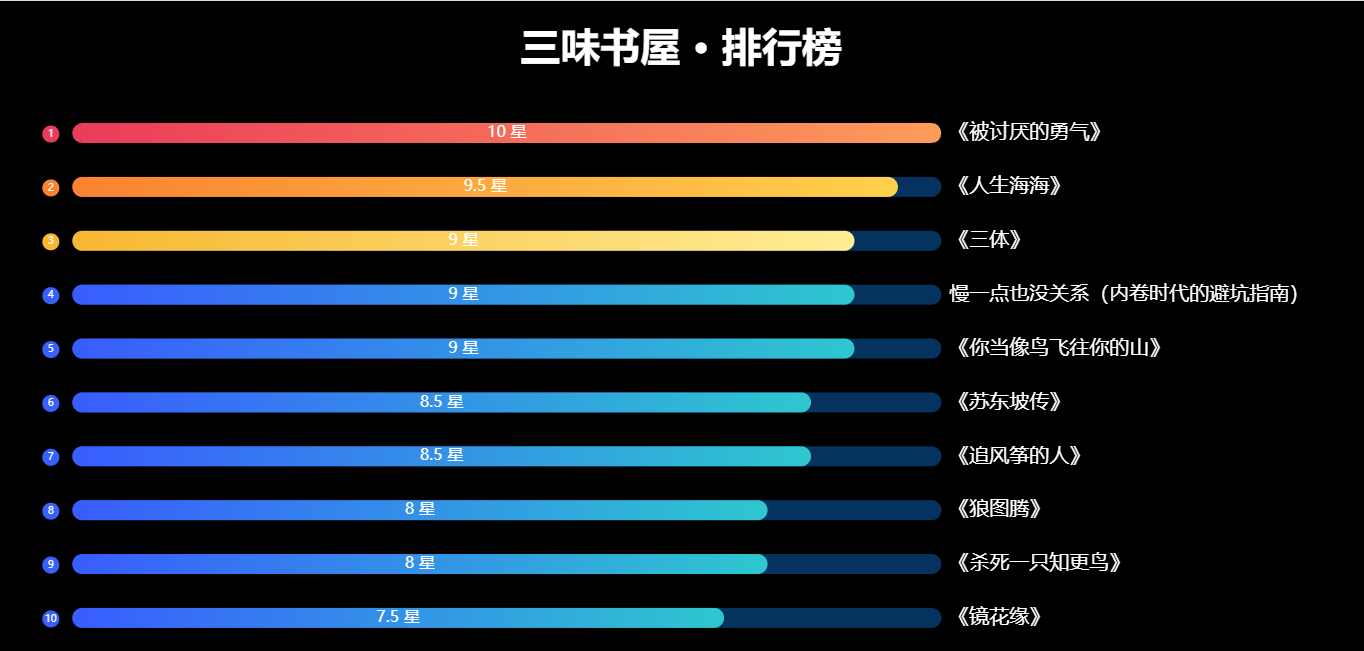 三味书屋·排行榜
1 10 星 《被讨厌的勇气》
2 9.5 星 《人生海海》
3 9 星 《三体》
4 9 星 慢一点也没关系（内卷时代的避坑指南）
5 9 星 《你当像鸟飞往你的山》
6 8.5 星 《苏东坡传》
7 8.5 星 《追风筝的人》
8 8 星 《狼图腾》
9 8 星 《杀死一只知更鸟》
10 7.5 星 《镜花缘》